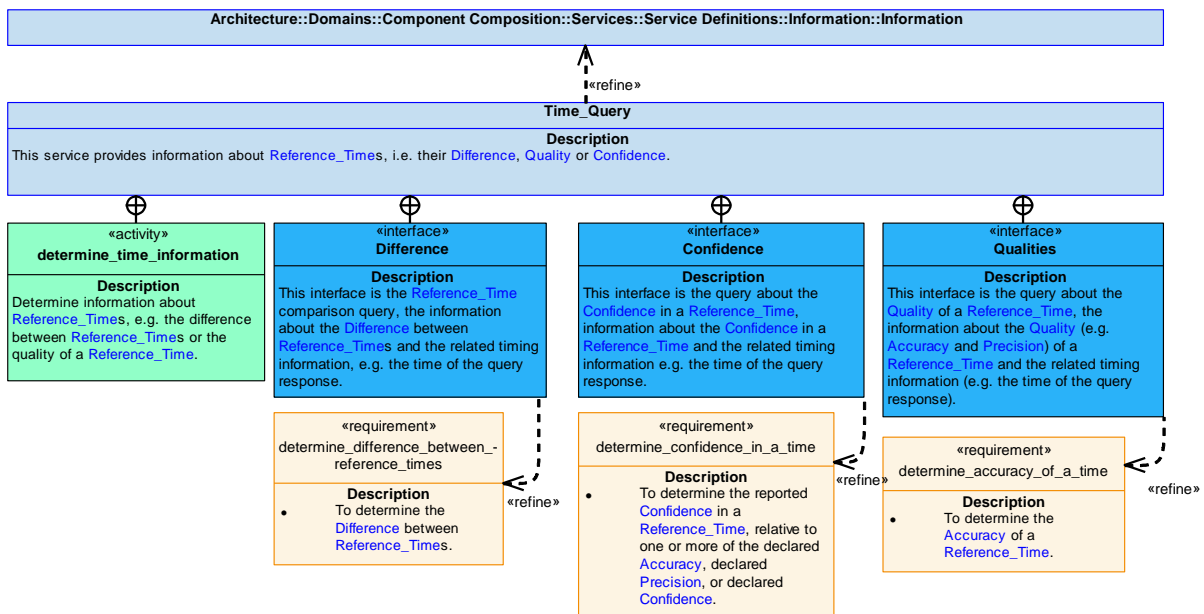 Architecture::Domains::Component Composition::Services::Service Definitions::Information::Information
«refine»
Time_Query
Description
This service provides information about Reference_Times, i.e. their Difference, Quality or Confidence.
«activity»
determine_time_information
Description
Determine information about
Reference_Times, e.g. the difference
between Reference_Times or the
quality of a Reference_Time.
«interface»
Difference
Description
This interface is the Reference_Time
comparison query, the information
about the Difference between
Reference_Times and the related timing
information, e.g. the time of the query
response.
«interface»
Confidence
Description
This interface is the query about the
Confidence in a Reference_Time,
information about the Confidence in a
Reference_Time and the related timing
information e.g. the time of the query
response.
«interface»
Qualities
Description
This interface is the query about the
Quality of a Reference_Time, the
information about the Quality (e.g.
Accuracy and Precision) of a
Reference_Time and the related timing
information (e.g. the time of the query
response).
«requirement»
determine_difference_between_-
reference_times
Description
• To determine the
Difference between
Reference_Times.
«refine»
«requirement»
determine_confidence_in_a_time
Description
• To determine the reported
Confidence in a
Reference_Time, relative to
one or more of the declared
Accuracy, declared
Precision, or declared
Confidence.
«refine»
«requirement»
determine_accuracy_of_a_time
Description
• To determine the
Accuracy of a
Reference_Time.
«refine»